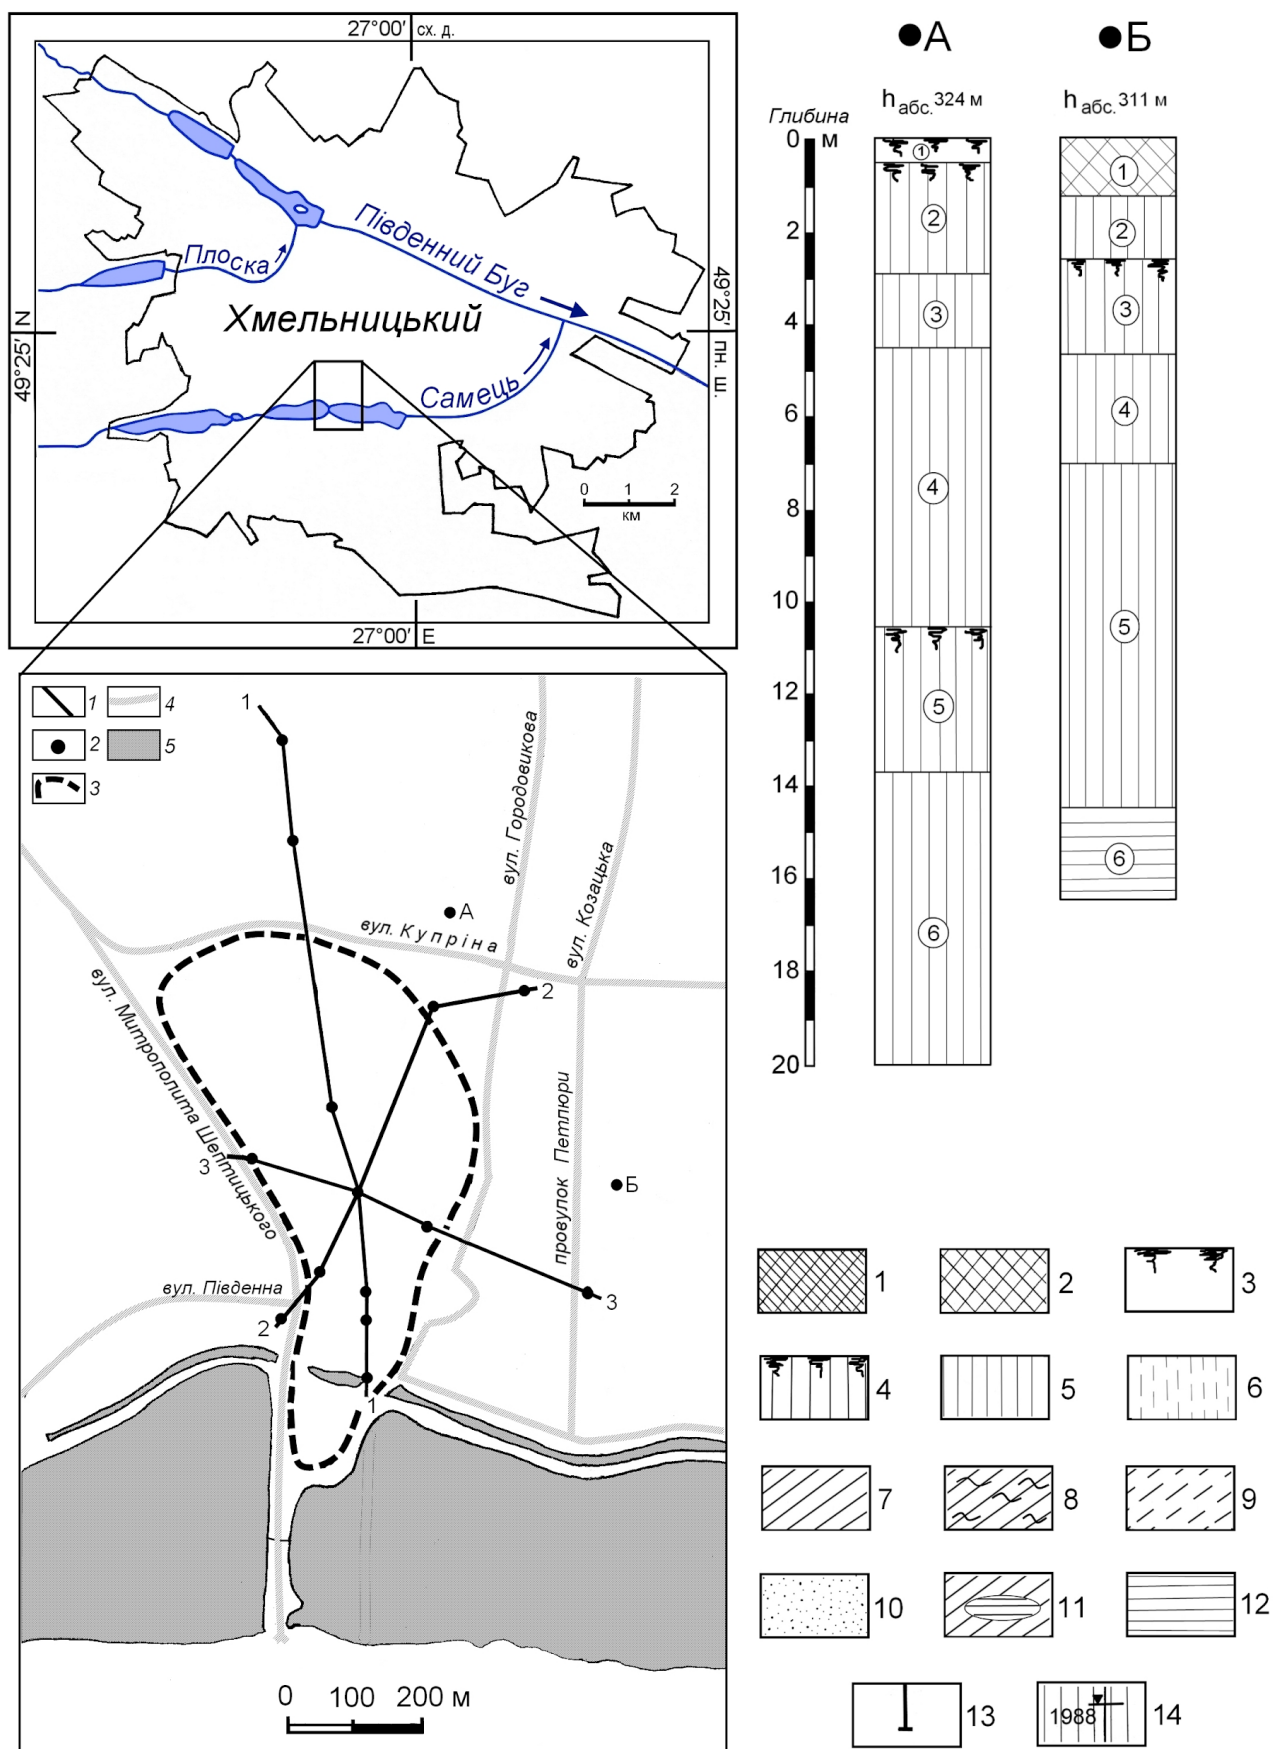 27°00′ сх. д.
Південний Буг
Плоска
Хмельницький
49°25′ N
49°25′ пн. ш.
Самець
0 1 2
км
27°00′ E
А
Б
hабс. 324 м
hабс. 311 м
Глибина
0 м
2
4
6
8
10
12
14
16
18
20
1
2
3
4
5
6
1
2
3
4
5
6
1 4
2 5
3
1
вул. Городовикова
вул. Козацька
А
вул. Купріна
2
вул. Митрополита Шептицького
провулок Петлюри
3
Б
вул. Південна
2
3
1
0 100 200 м
1 2 3
4 5 6
7 8 9
10 11 12
1988
13 14